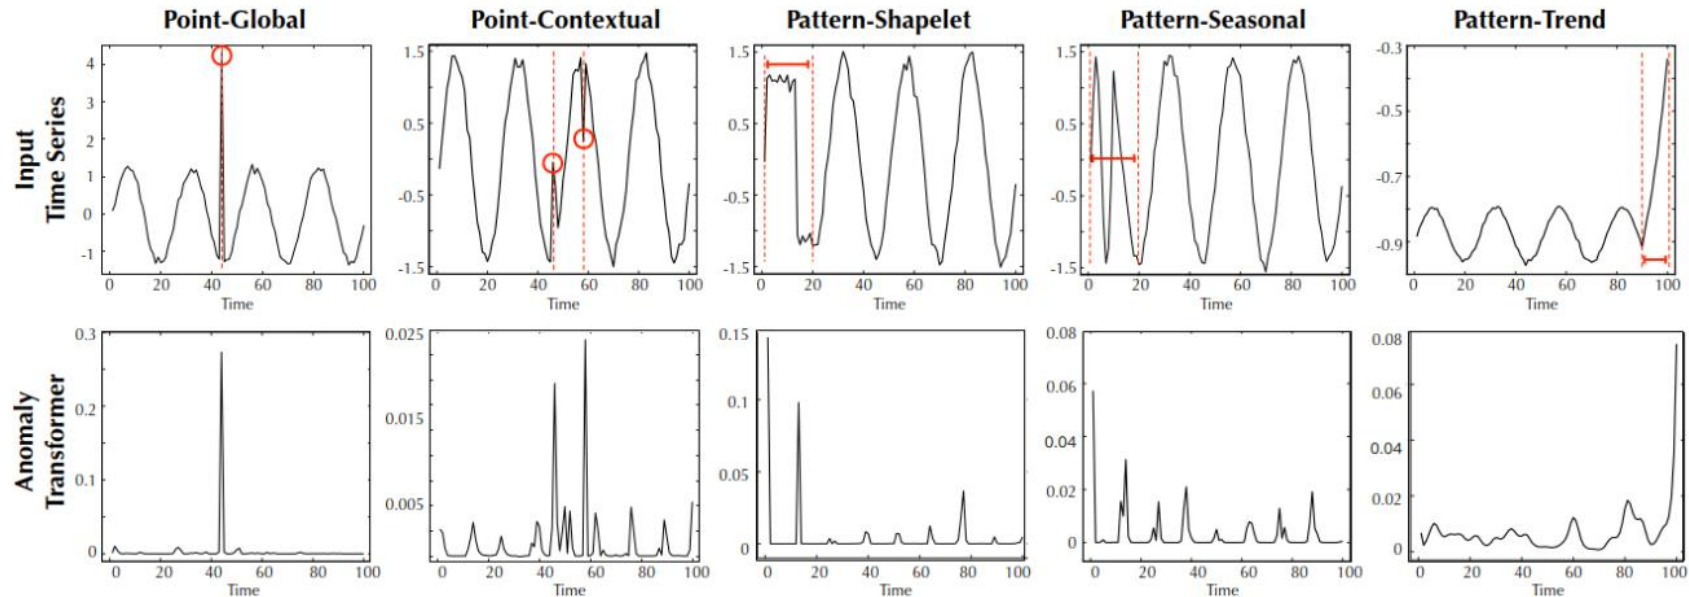 Point-Global
Point-Contextual
Pattern-Shapelet
Pattern-Seasonal
Pattern-Trend
Input
Time Series
4
3
2
1
0
-1
0 20 40 60 80 100
Time
1.5
0.5
-0.5
-1.5
0 20 40 60 80 100
Time
1.5
0.5
-0.5
-1.5
0 20 40 60 80 100
Time
1.5
0.5
-0.5
-1.5
0 20 40 60 80 100
Time
-0.3
-0.5
-0.7
-0.9
0 20 40 60 80 100
Time
Anomaly
Transformer
0.3
0.2
0.1
0
0 20 40 60 80 100
Time
0.025
0.015
0.005
0 20 40 60 80 100
Time
0.15
0.1
0.05
0
0 20 40 60 80 100
Time
0.08
0.06
0.04
0.02
0
0 20 40 60 80 100
Time
0.08
0.06
0.04
0.02
0
0 20 40 60 80 100
Time